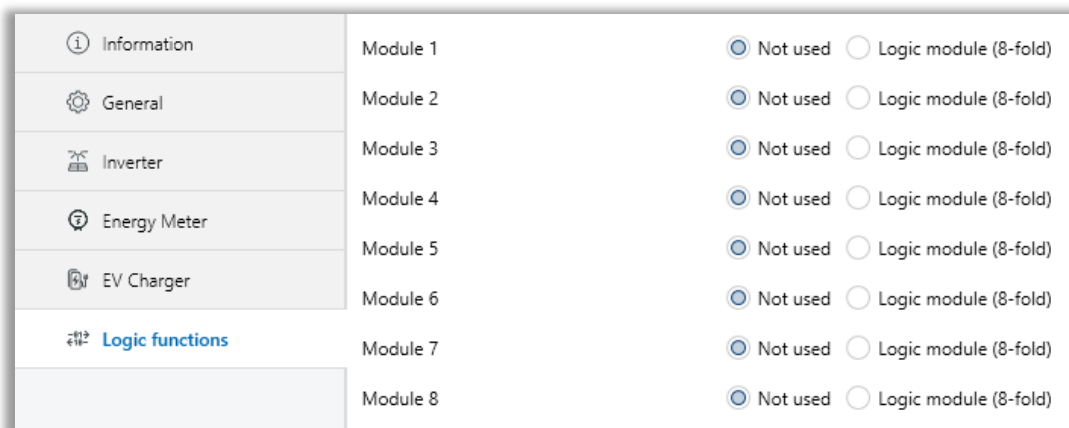 Information
General
Inverter
Energy Meter
EV Charger
Logic functions
Module 1 Not used Logic module (8-fold)
Module 2 Not used Logic module (8-fold)
Module 3 Not used Logic module (8-fold)
Module 4 Not used Logic module (8-fold)
Module 5 Not used Logic module (8-fold)
Module 6 Not used Logic module (8-fold)
Module 7 Not used Logic module (8-fold)
Module 8 Not used Logic module (8-fold)